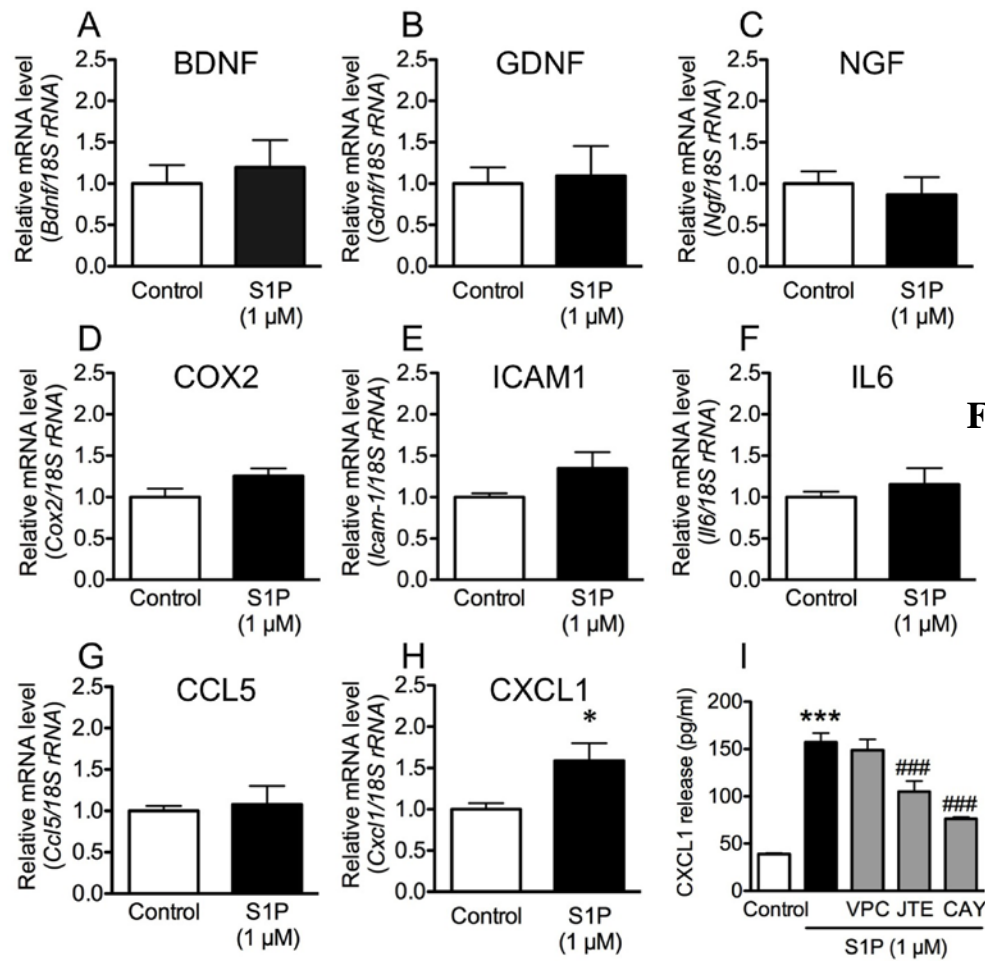 A
BDNF
Relative mRNA level
(Bdnf/18S rRNA)
2.5
2.0
1.5
1.0
0.5
0.0
Control
S1P
(1 µM)
B
GDNF
Relative mRNA level
(Gdnf/18S rRNA)
2.5
2.0
1.5
1.0
0.5
0.0
Control
S1P
(1 µM)
C
NGF
Relative mRNA level
(Ngf/18S rRNA)
2.5
2.0
1.5
1.0
0.5
0.0
Control
S1P
(1 µM)
D
COX2
Relative mRNA level
(Cox2/18S rRNA)
2.5
2.0
1.5
1.0
0.5
0.0
Control
S1P
(1 µM)
E
ICAM1
Relative mRNA level
(Icam-1/18S rRNA)
2.5
2.0
1.5
1.0
0.5
0.0
Control
S1P
(1 µM)
F
IL6
Relative mRNA level
(Il6/18S rRNA)
2.5
2.0
1.5
1.0
0.5
0.0
Control
S1P
(1 µM)
F
G
CCL5
Relative mRNA level
(Ccl5/18S rRNA)
2.5
2.0
1.5
1.0
0.5
0.0
Control
S1P
(1 µM)
H
CXCL1
Relative mRNA level
(Cxcl1/18S rRNA)
2.5
2.0
1.5
1.0
0.5
0.0
*
Control
S1P
(1 µM)
I
CXCL1 release (pg/ml)
200
150
100
50
0
***
###
###
Control
VPC JTE CAY
S1P (1 µM)